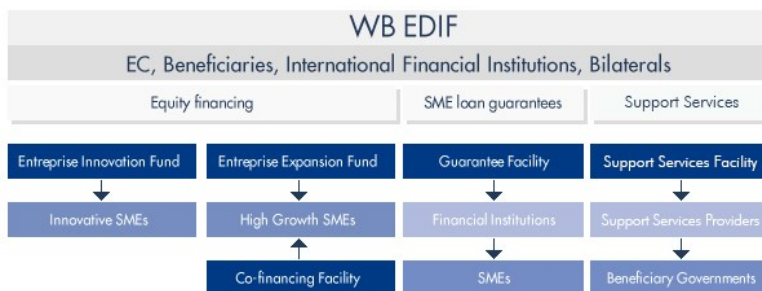 WB EDIF
EC, Beneficiaries, International Financial Institutions, Bilaterals
Equity financing
SME loan guarantees
Support Services
Entreprise Innovation Fund
Entreprise Expansion Fund
Guarantee Facility
Support Services Facility
Innovative SMEs
High Growth SMEs
Financial Institutions
Support Services Providers
Co-financing Facility
SMEs
Beneficiary Governments